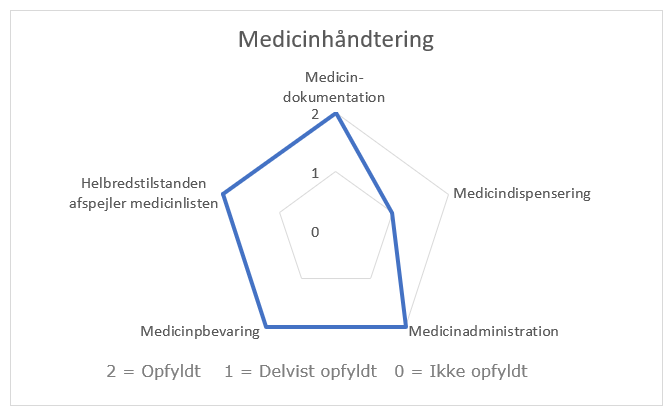 Medicinhåndtering
Medicin-
dokumentation
2
1
0
Medicindispensering
Helbredstilstanden
afspejler medicinlisten
Medicinpbevaring
Medicinadministration
2 = Opfyldt 1 = Delvist opfyldt 0 = Ikke opfyldt